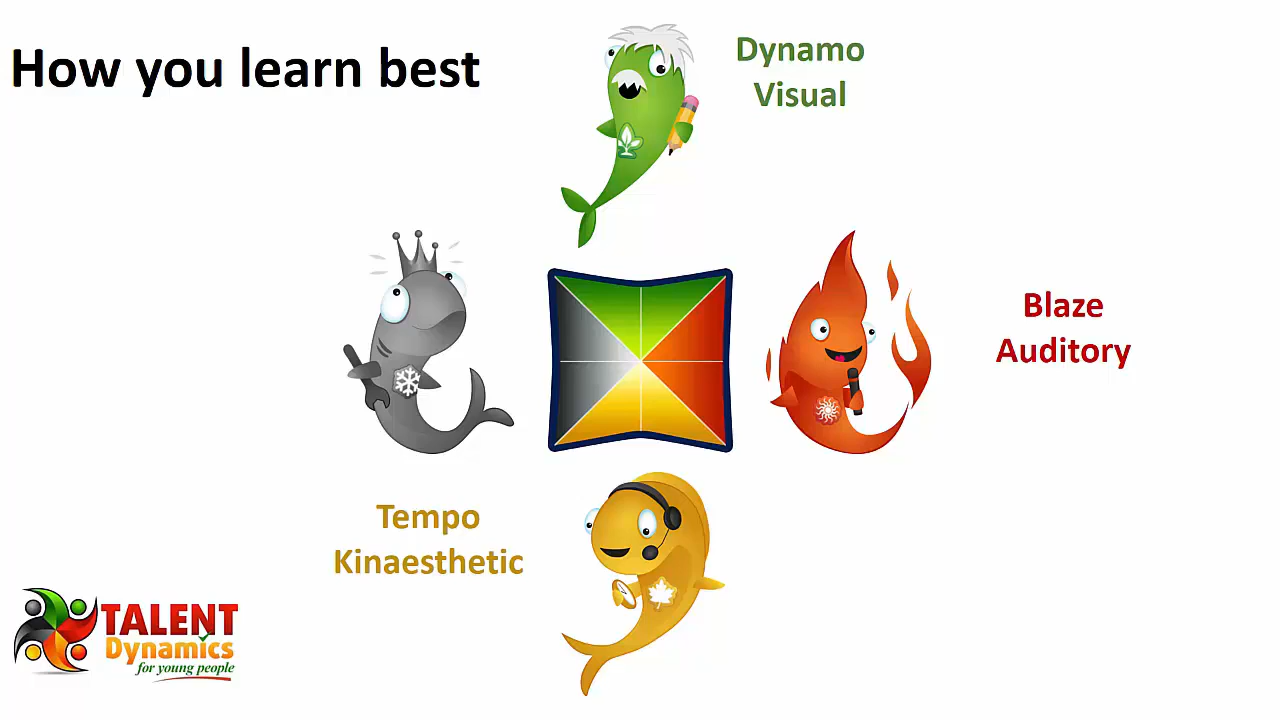 How you learn best
Dynamo
Visual
Blaze
Auditory
Tempo
Kinaesthetic
TALENT
Dynamics
for young people